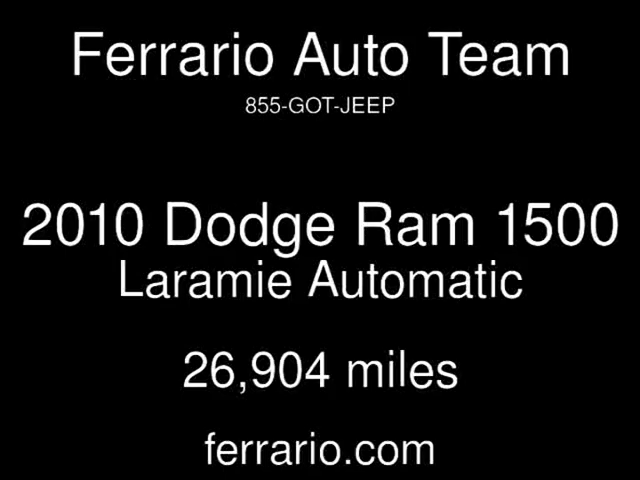 Ferrario Auto Team
855-GOT-JEEP
2010 Dodge Ram 1500
Laramie Automatic
26,904 miles
ferrario.com